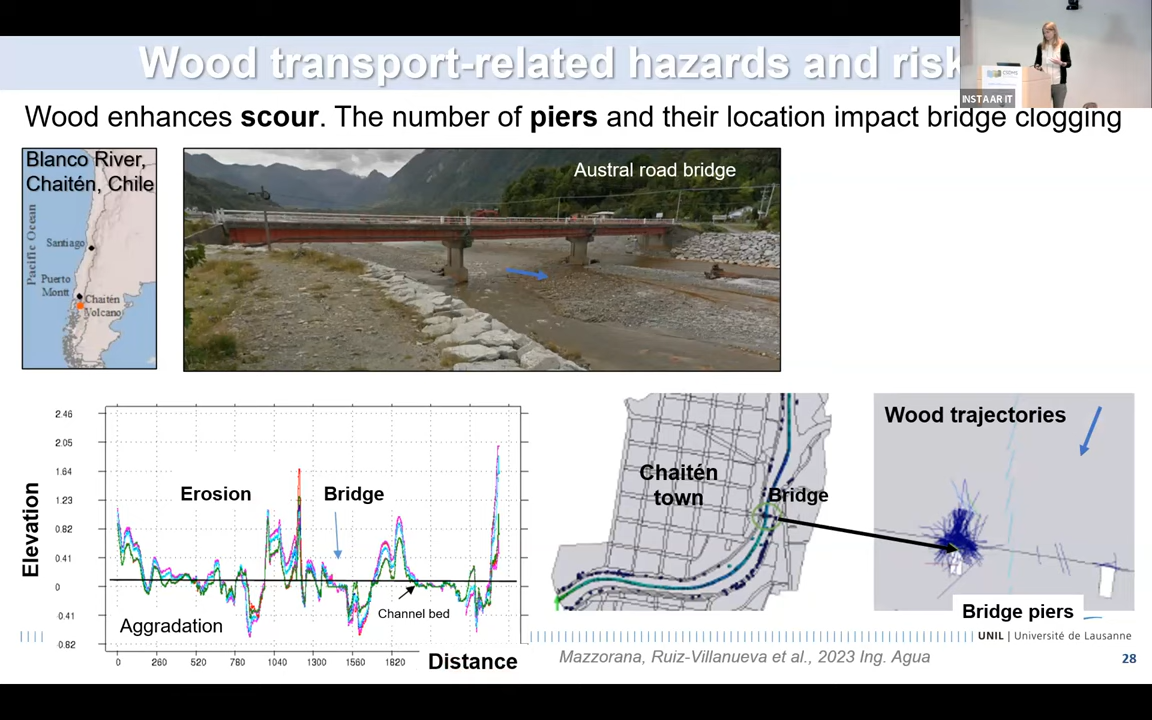 Wood transport-related hazards and risk
INSTAAR IT
Wood enhances scour. The number of piers and their location impact bridge clogging
Blanco River,
Chaitén, Chile
Pacific Ocean
Santiago
Puerto
Montt
Chaitén
Volcano
Austral road bridge
Elevation
2.46
2.05
1.64
1.23
0.82
0.41
0
0.41
0.82
Erosion
Bridge
Aggradation
Channel bed
0 260 520 780 1040 1300 1560 1820
Distance
Chaitén
town
Bridge
Wood trajectories
Bridge piers
UNIL | Université de Lausanne
Mazzorana, Ruiz-Villanueva et al., 2023 Ing. Agua
28